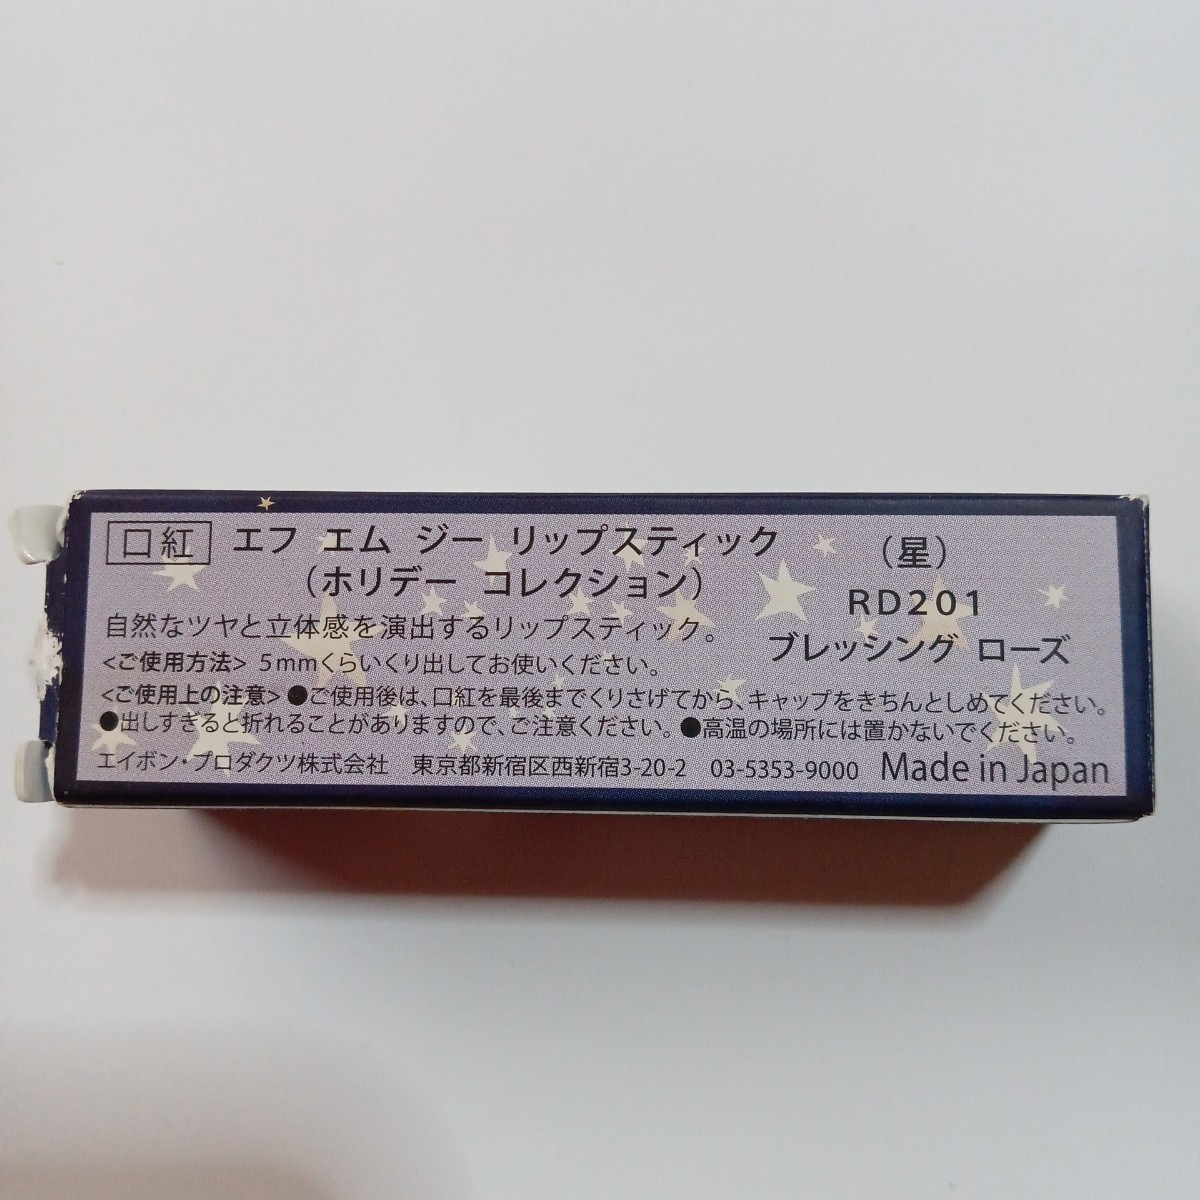 口紅 エフ エム ジー リップスティック
（ホリデー コレクション）
（星）
RD201
ブレッシング ローズ
自然なツヤと立体感を演出するリップスティック。
<ご使用方法> 5mmくらいくり出してお使いください。
<ご使用上の注意> ●ご使用後は、口紅を最後までくりさげてから、キャップをきちんとしめてください。
●出しすぎると折れることがありますので、ご注意ください。●高温の場所には置かないでください。
エイボン・プロダクツ株式会社 東京都新宿区西新宿3-20-2 03-5353-9000 Made in Japan